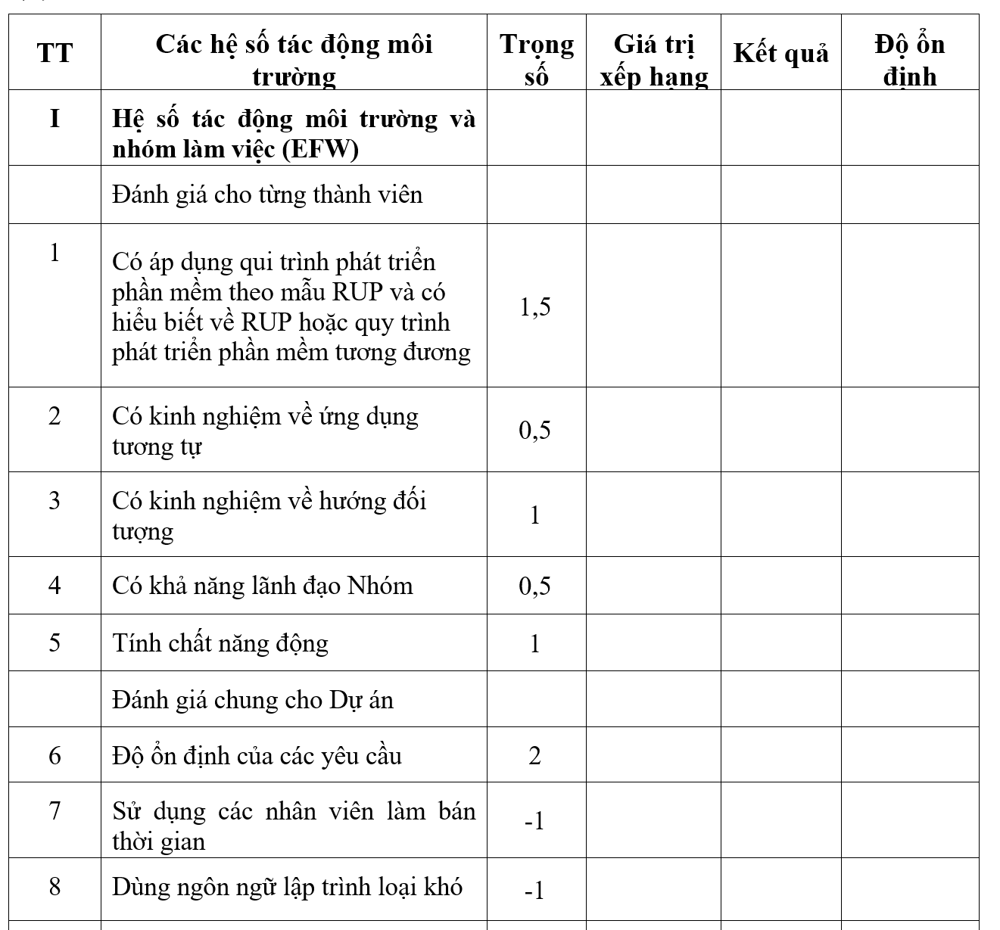 TT
Các hệ số tác động môi
trường
Trọng
số
Giá trị
xếp hạng
Kết quả
Độ ổn
định
I
Hệ số tác động môi trường và
nhóm làm việc (EFW)
Đánh giá cho từng thành viên
1
Có áp dụng qui trình phát triển
phần mềm theo mẫu RUP và có
hiểu biết về RUP hoặc quy trình
phát triển phần mềm tương đương
1,5
2
Có kinh nghiệm về ứng dụng
tương tự
0,5
3
Có kinh nghiệm về hướng đối
tượng
1
4
Có khả năng lãnh đạo Nhóm
0,5
5
Tính chất năng động
1
Đánh giá chung cho Dự án
6
Độ ổn định của các yêu cầu
2
7
Sử dụng các nhân viên làm bán
thời gian
-1
8
Dùng ngôn ngữ lập trình loại khó
-1